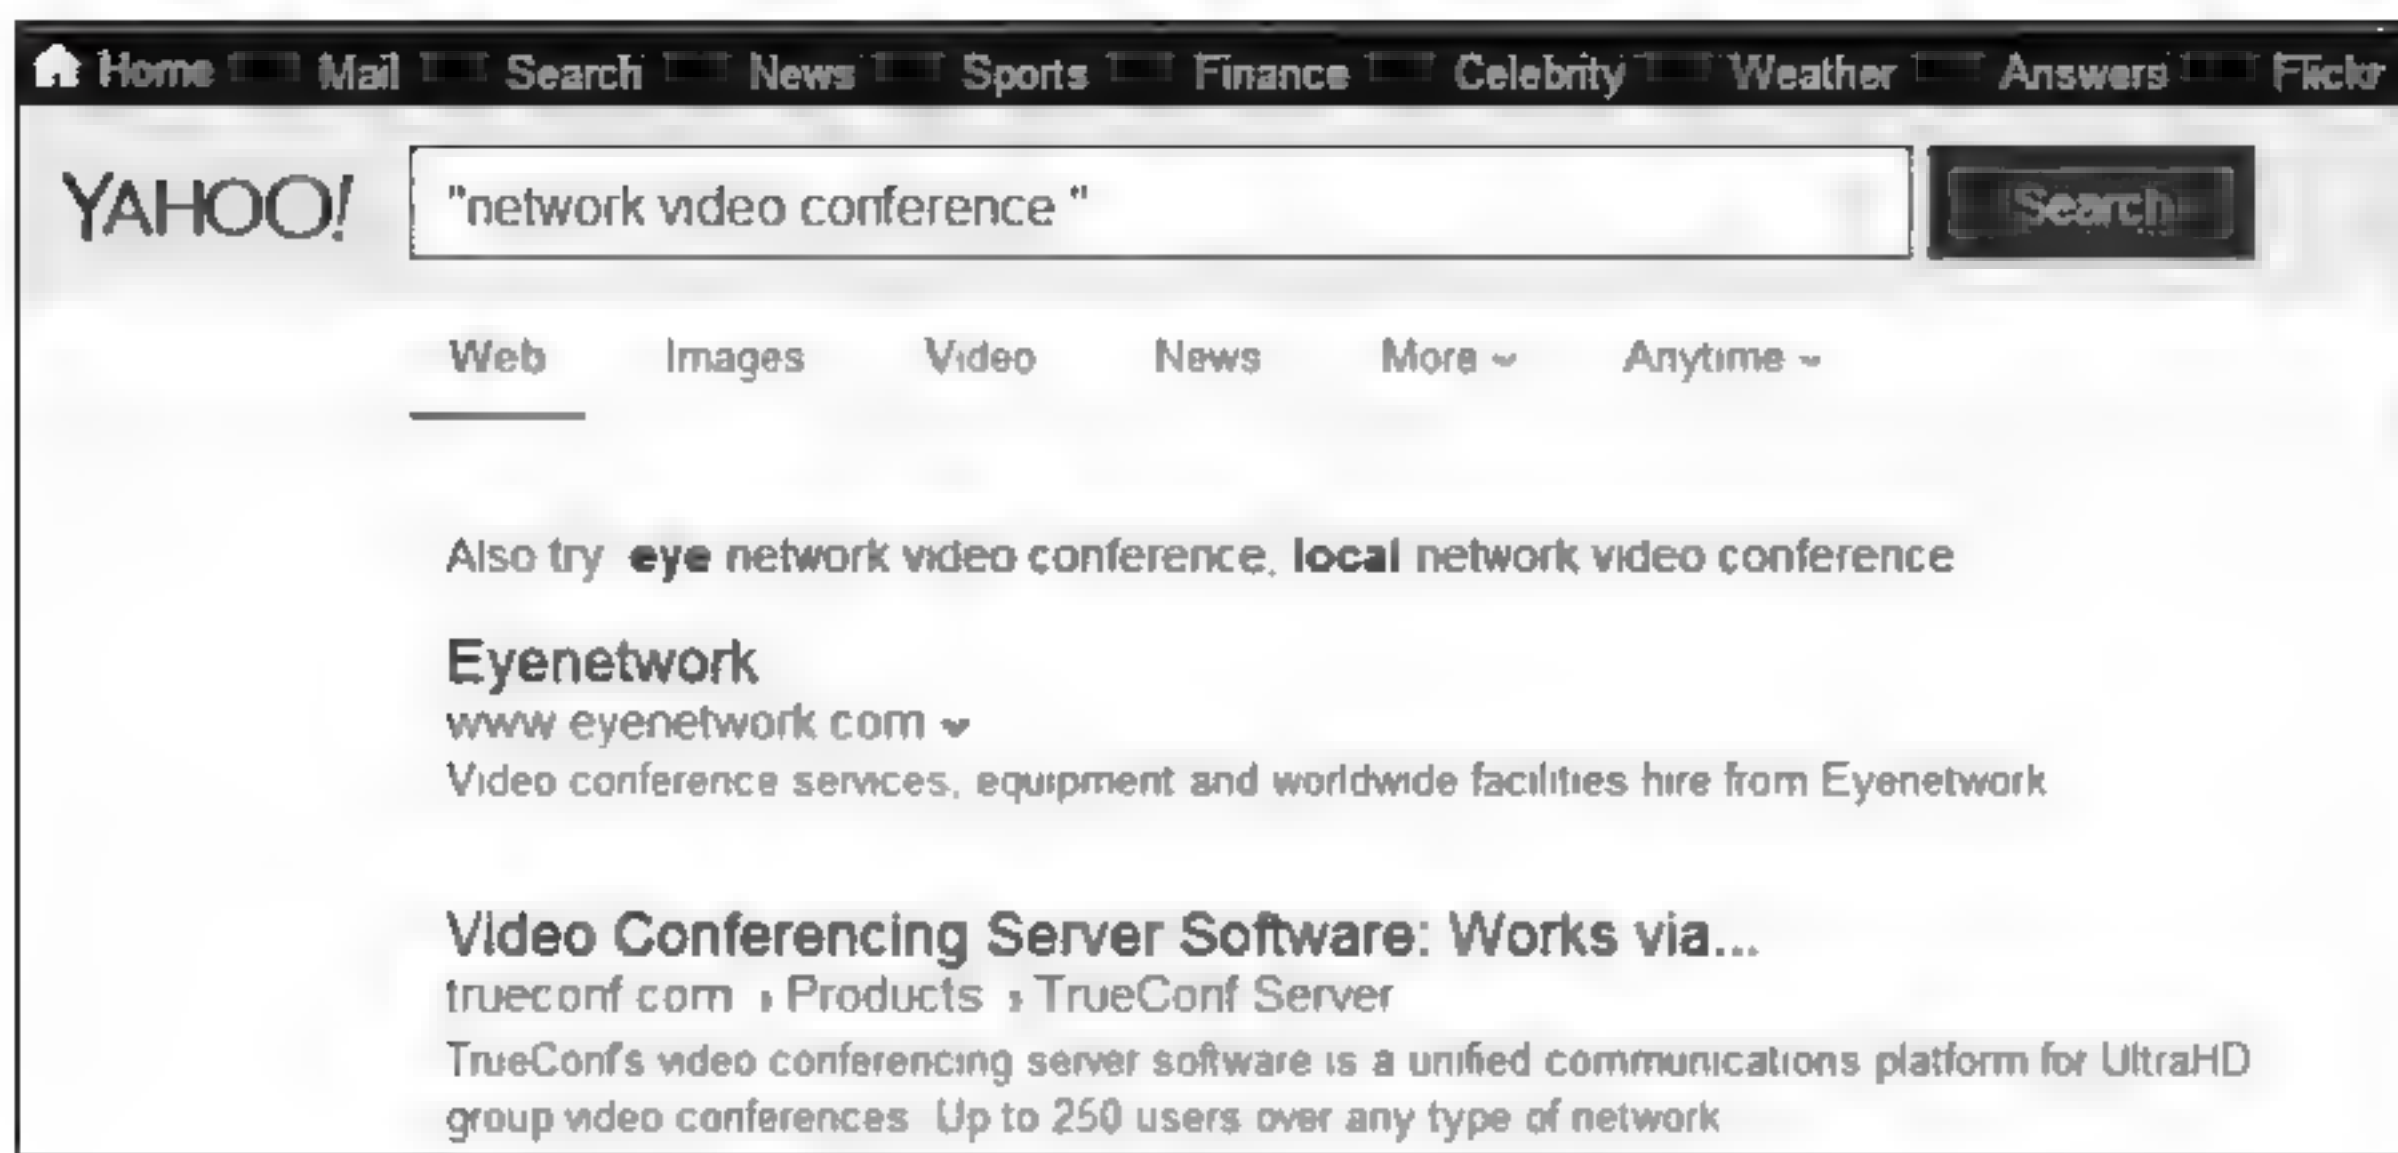 Home Mail Search News Sports Finance Celebrity Weather Answers Flickr
YAHOO! "network video conference " Search
Web Images Video News More Anytime
Also try eye network video conference, local network video conference
Eyenetwork
www eyenetwork com
Video conference services, equipment and worldwide facilities hire from Eyenetwork
Video Conferencing Server Software: Works via...
trueconf com › Products › TrueConf Server
TrueConf's video conferencing server software is a unified communications platform for UltraHD
group video conferences Up to 250 users over any type of network